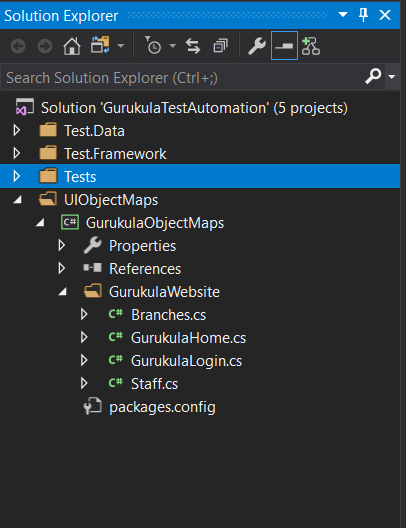 Solution Explorer
Search Solution Explorer (Ctrl+;)
Solution 'GurukulaTestAutomation' (5 projects)
Test.Data
Test.Framework
Tests
UIObjectMaps
C# GurukulaObjectMaps
Properties
References
GurukulaWebsite
C# Branches.cs
C# GurukulaHome.cs
C# GurukulaLogin.cs
C# Staff.cs
packages.config